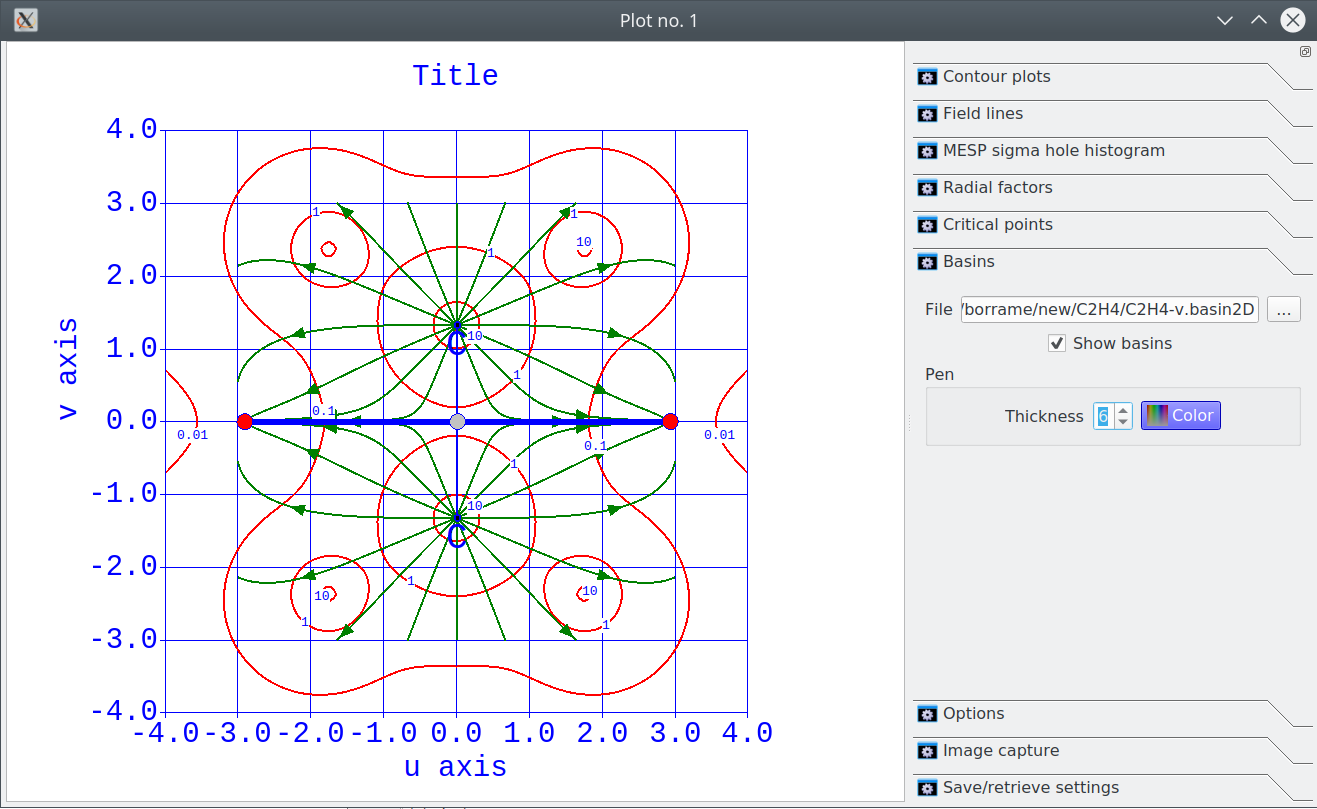 Plot no. 1
Title
4.0
3.0
2.0
1.0
0.0
-1.0
-2.0
-3.0
-4.0
v axis
-4.0 -3.0 -2.0 -1.0 0.0 1.0 2.0 3.0 4.0
u axis
1
1
10
1
10
C
1
0.1
0.01
0.01
0.1
1
10
C
1
10
10
1
1
Contour plots
Field lines
MESP sigma hole histogram
Radial factors
Critical points
Basins
File /borrame/new/C2H4/C2H4-v.basin2D ...
Show basins
Pen
Thickness 6 Color
Options
Image capture
Save/retrieve settings